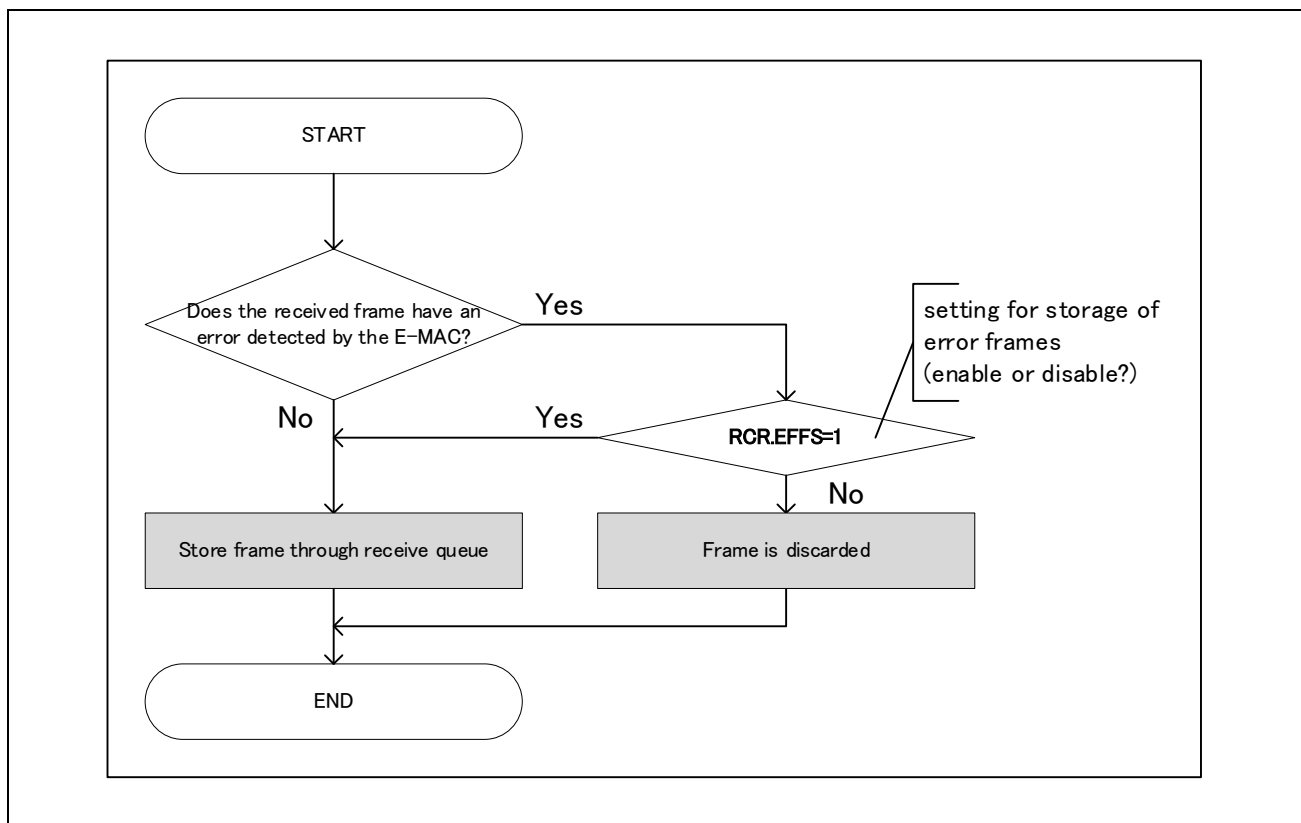 START
Does the received frame have an
error detected by the E-MAC?
Yes
setting for storage of
error frames
(enable or disable?)
No
Yes
RCR.EFFS=1
No
Store frame through receive queue
Frame is discarded
END